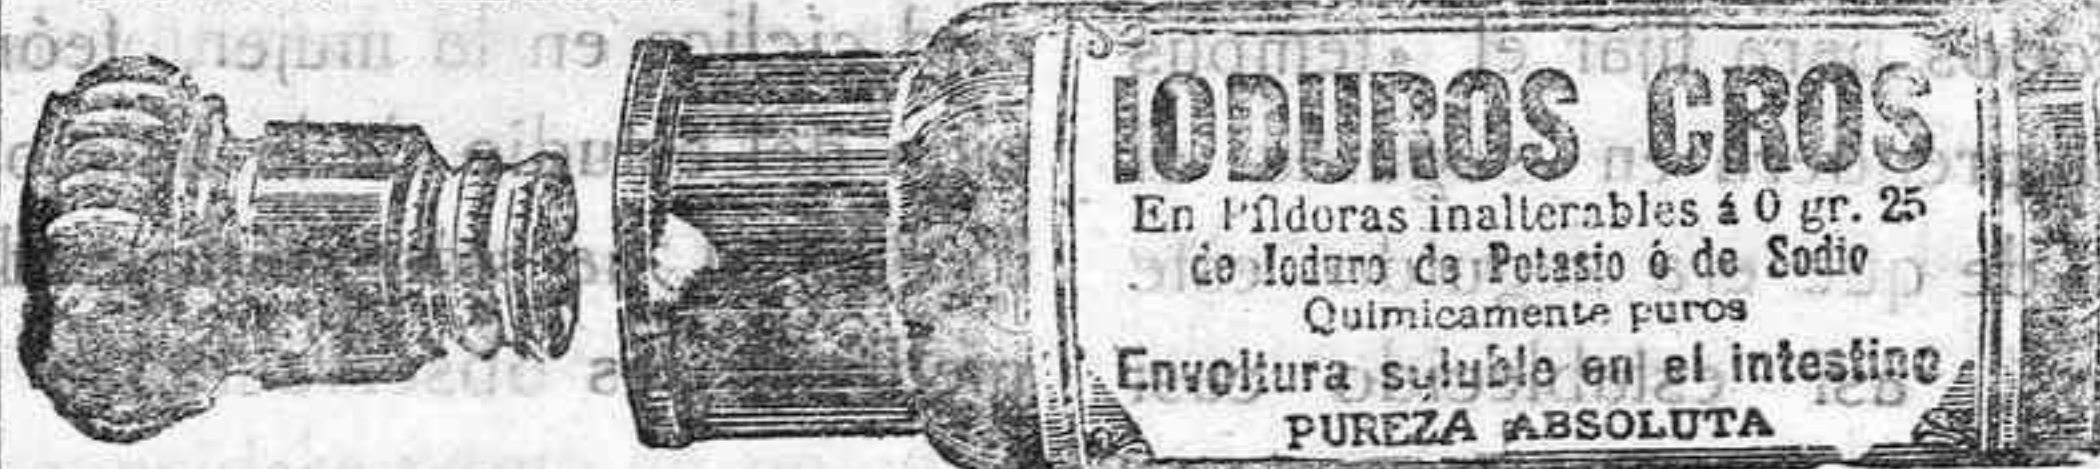 IODUROS CROS
En Píldoras inalterables á 0 gr. 25
de Ioduro de Potasio ó de Sodio
Quimicamente puros
Envoltura soluble en el intestino
PUREZA ABSOLUTA